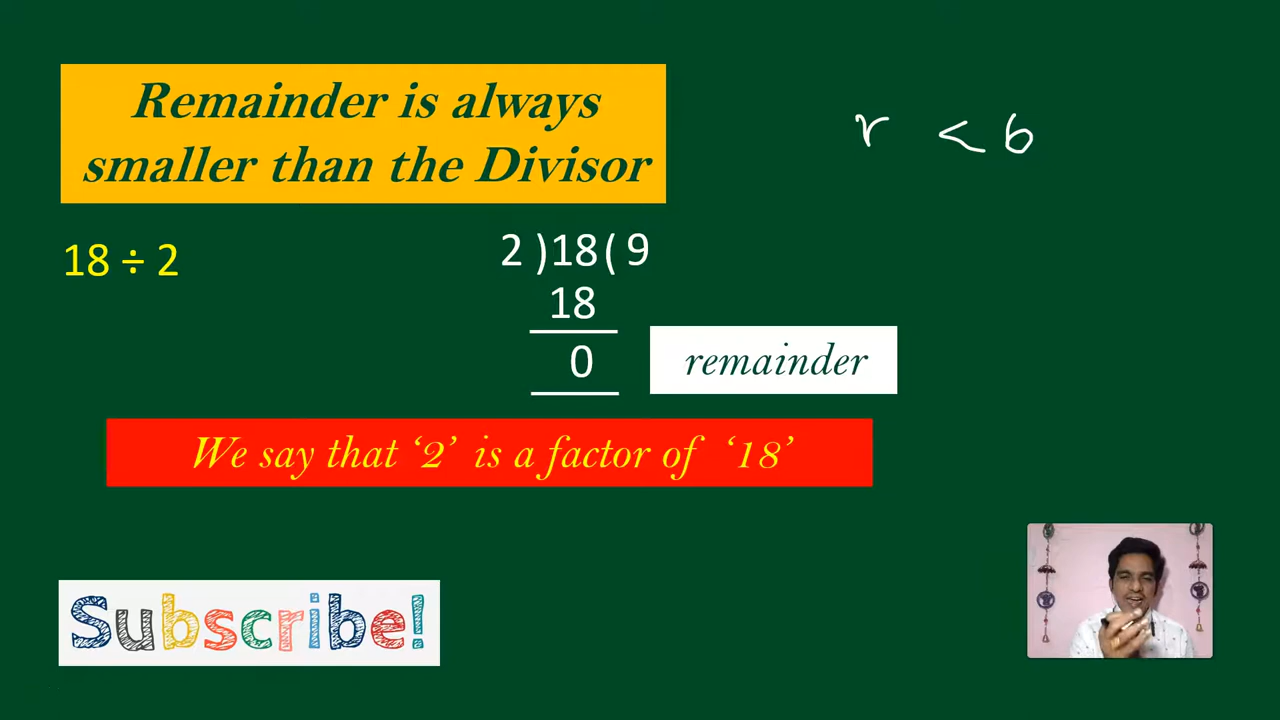 Remainder is always
smaller than the Divisor
r < 6
18 ÷ 2
2 ) 18 ( 9
18
0
remainder
We say that ‘2’ is a factor of ‘18’
Subscribe!